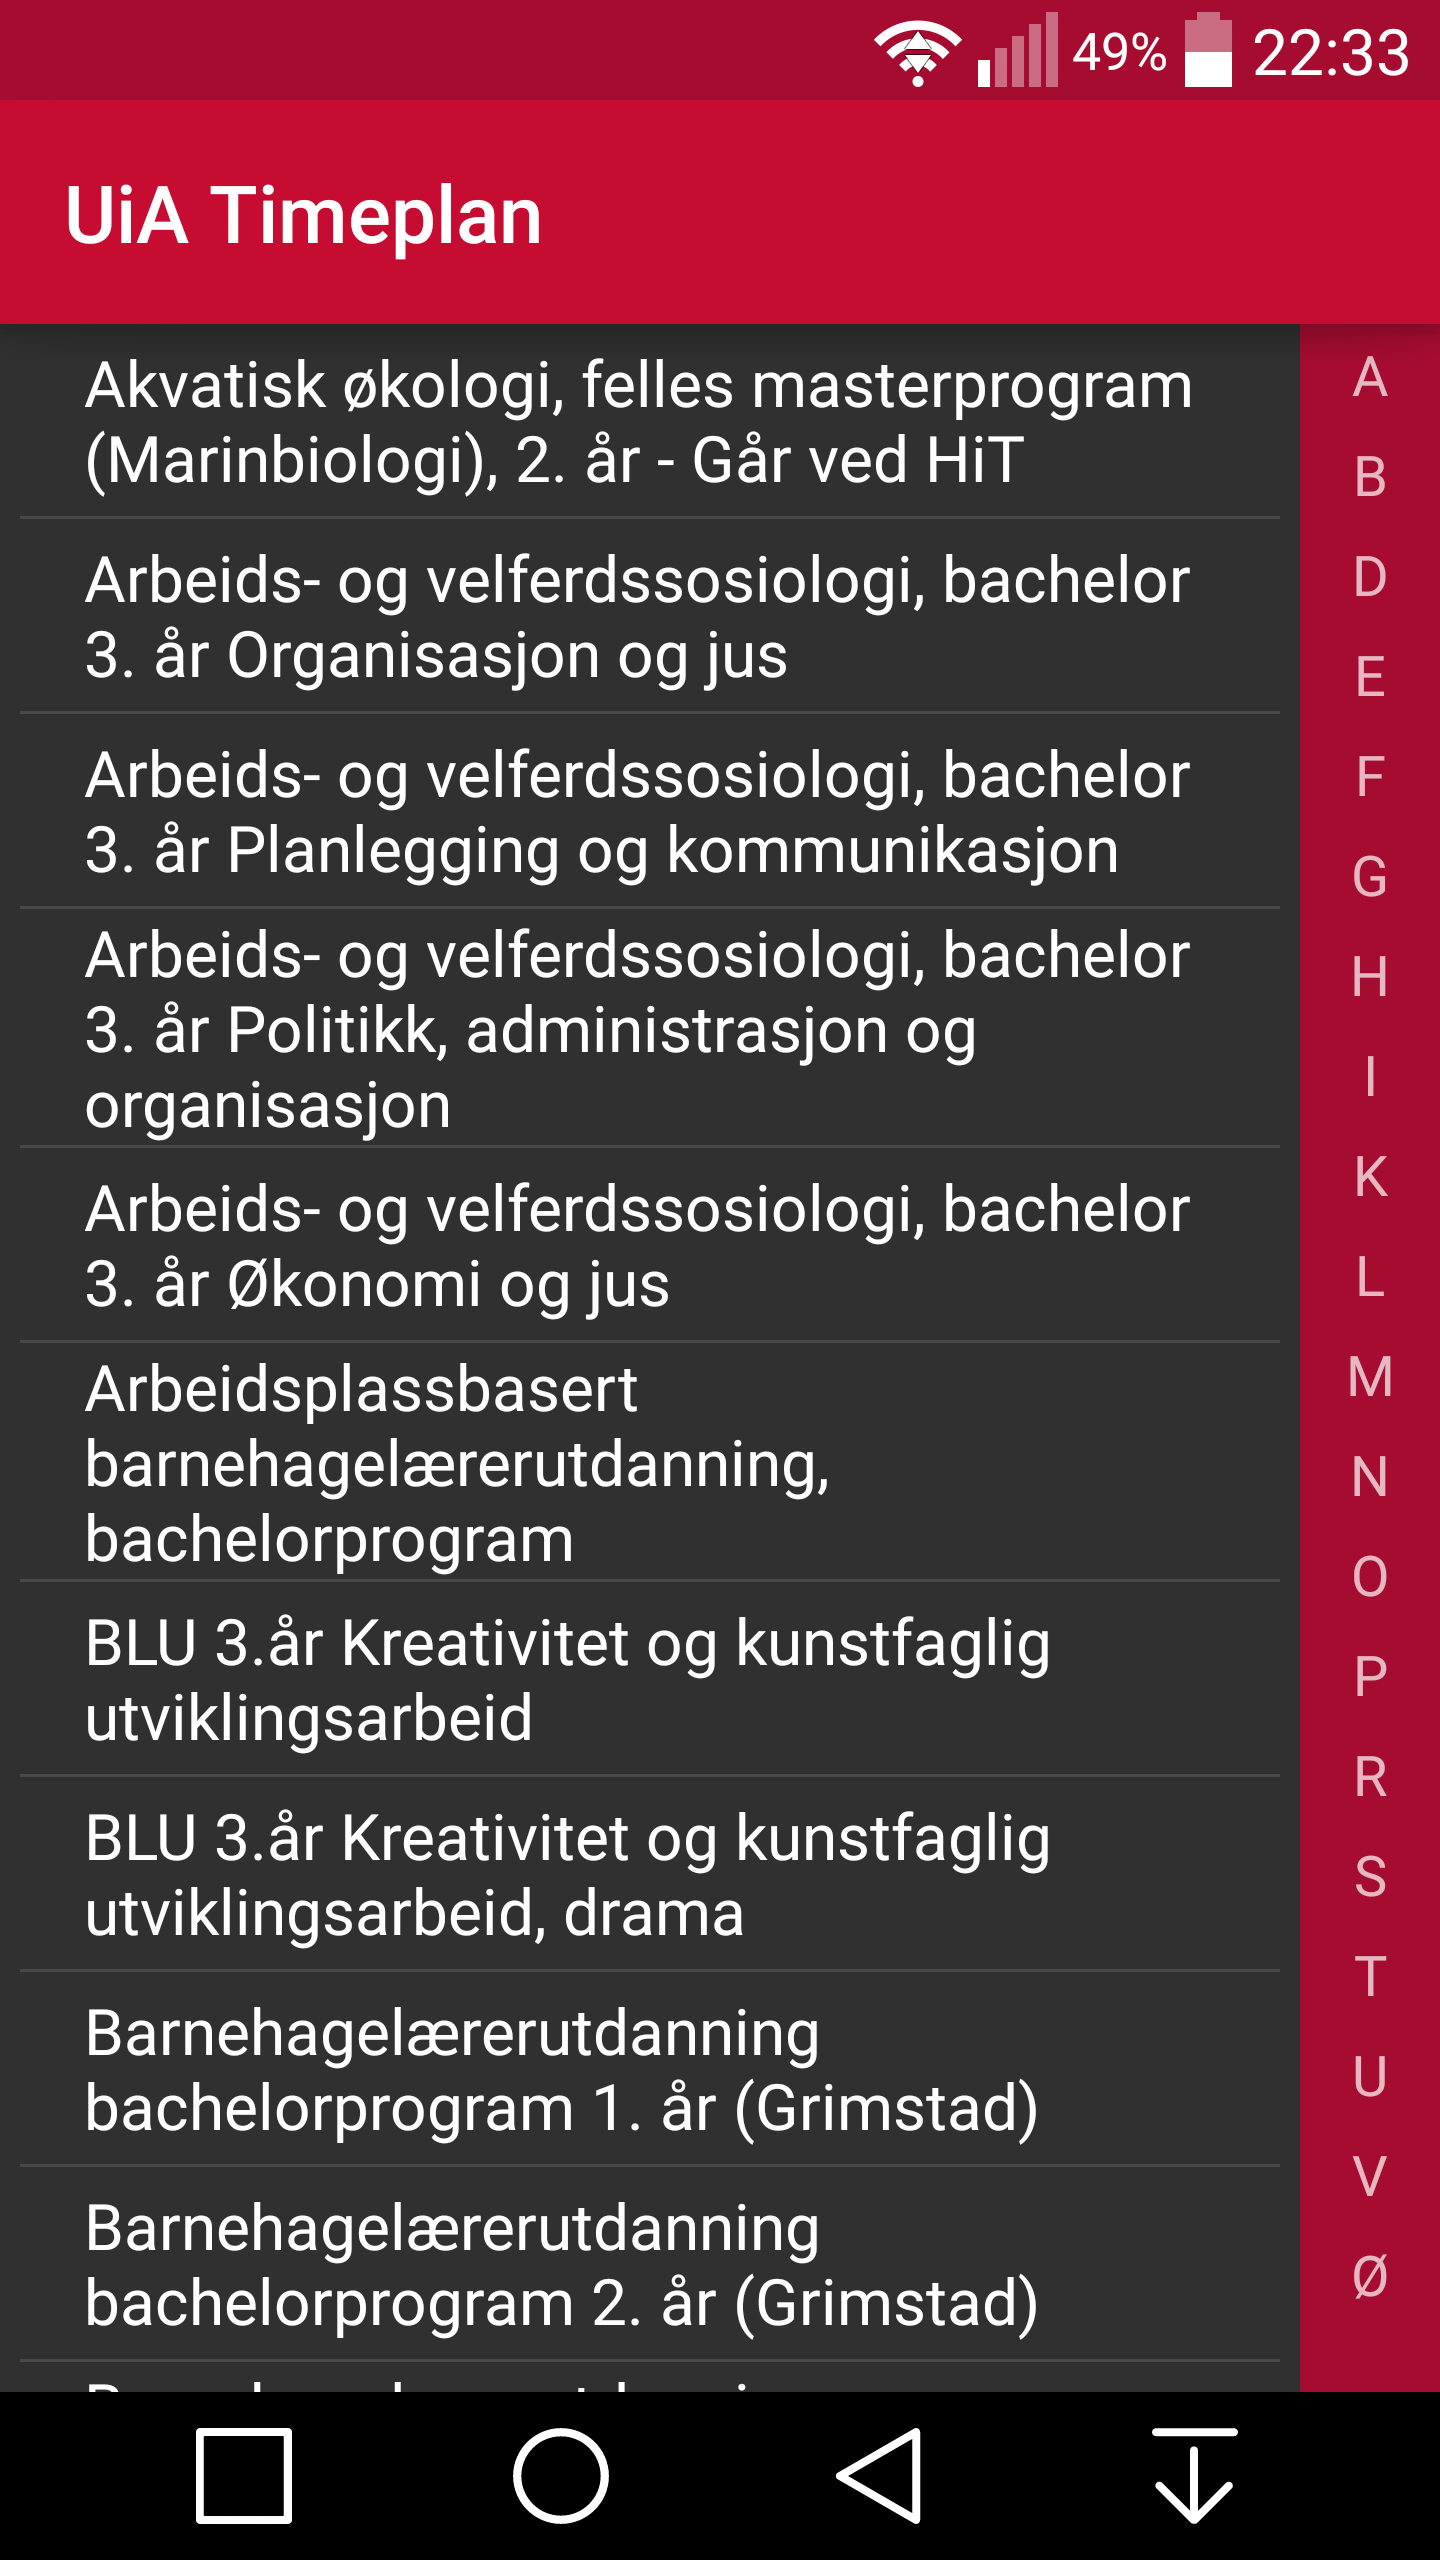 49% 22:33
UiA Timeplan
Akvatisk økologi, felles masterprogram
(Marinbiologi), 2. år - Går ved HiT
Arbeids- og velferdssosiologi, bachelor
3. år Organisasjon og jus
Arbeids- og velferdssosiologi, bachelor
3. år Planlegging og kommunikasjon
Arbeids- og velferdssosiologi, bachelor
3. år Politikk, administrasjon og
organisasjon
Arbeids- og velferdssosiologi, bachelor
3. år Økonomi og jus
Arbeidsplassbasert
barnehagelærerutdanning,
bachelorprogram
BLU 3.år Kreativitet og kunstfaglig
utviklingsarbeid
BLU 3.år Kreativitet og kunstfaglig
utviklingsarbeid, drama
Barnehagelærerutdanning
bachelorprogram 1. år (Grimstad)
Barnehagelærerutdanning
bachelorprogram 2. år (Grimstad)
A
B
D
E
F
G
H
I
K
L
M
N
O
P
R
S
T
U
V
Ø